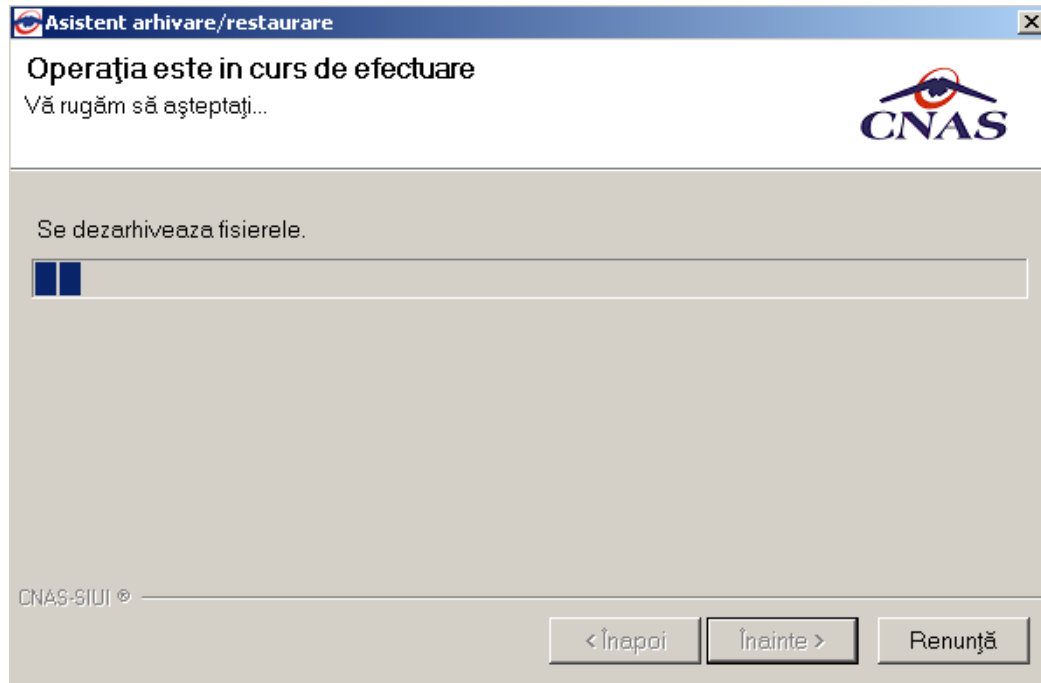 Asistent arhivare/restaurare
Operaţia este in curs de efectuare
Vă rugăm să aşteptaţi...
CNAS
Se dezarhiveaza fisierele.
CNAS-SIUI ®
< Înapoi
Înainte >
Renunţă